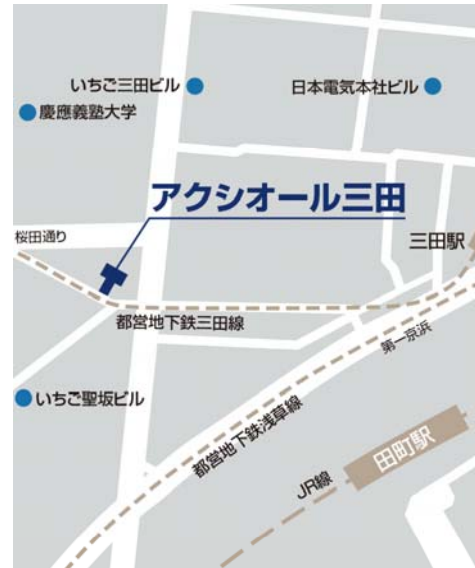 いちご三田ビル
日本電気本社ビル
慶應義塾大学
アクシオール三田
桜田通り
三田駅
都営地下鉄三田線
第一京浜
いちご聖坂ビル
都営地下鉄浅草線
田町駅
JR線